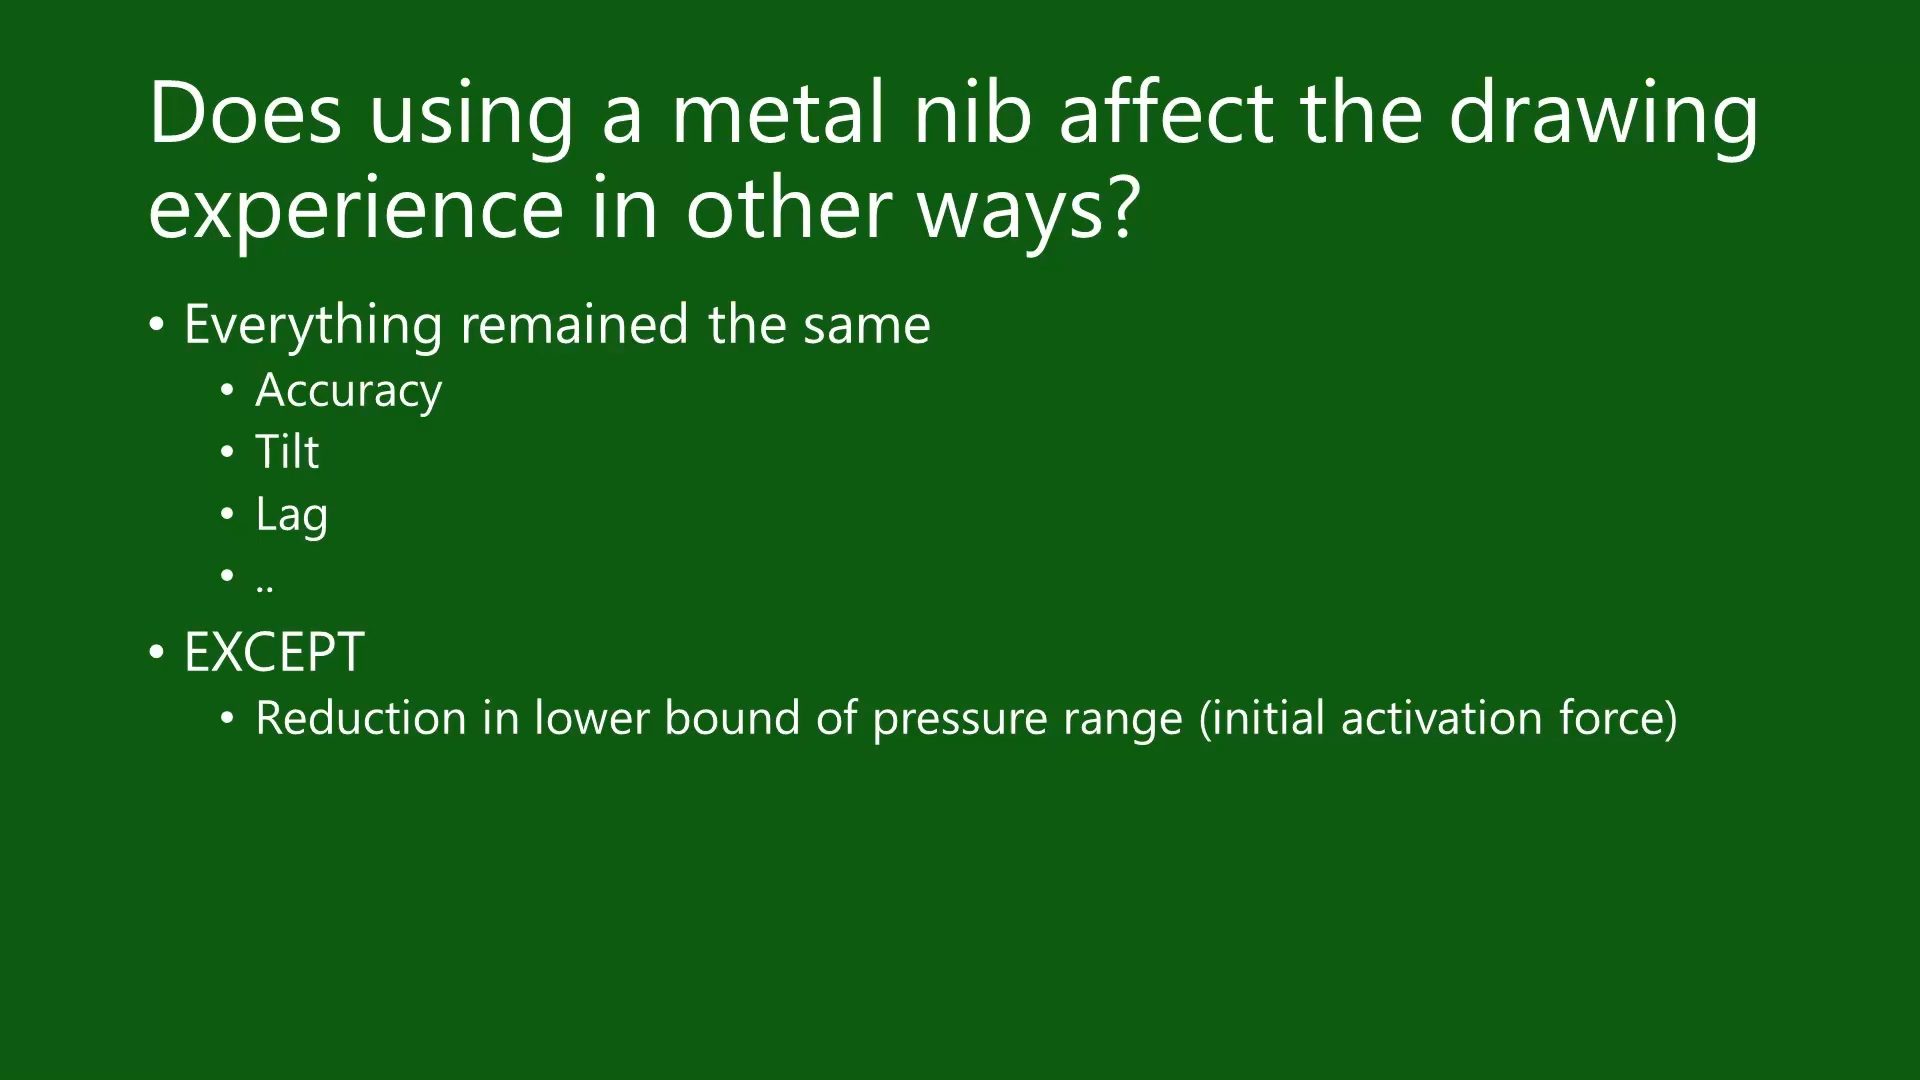 Does using a metal nib affect the drawing
experience in other ways?
• Everything remained the same
• Accuracy
• Tilt
• Lag
• ..
• EXCEPT
• Reduction in lower bound of pressure range (initial activation force)